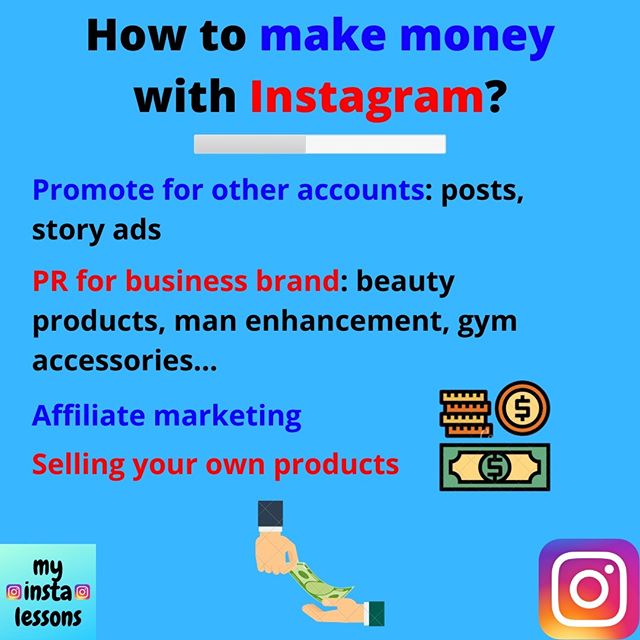 How to make money
with Instagram?
Promote for other accounts: posts,
story ads
PR for business brand: beauty
products, man enhancement, gym
accessories...
Affiliate marketing
Selling your own products
$
$
my
insta
lessons